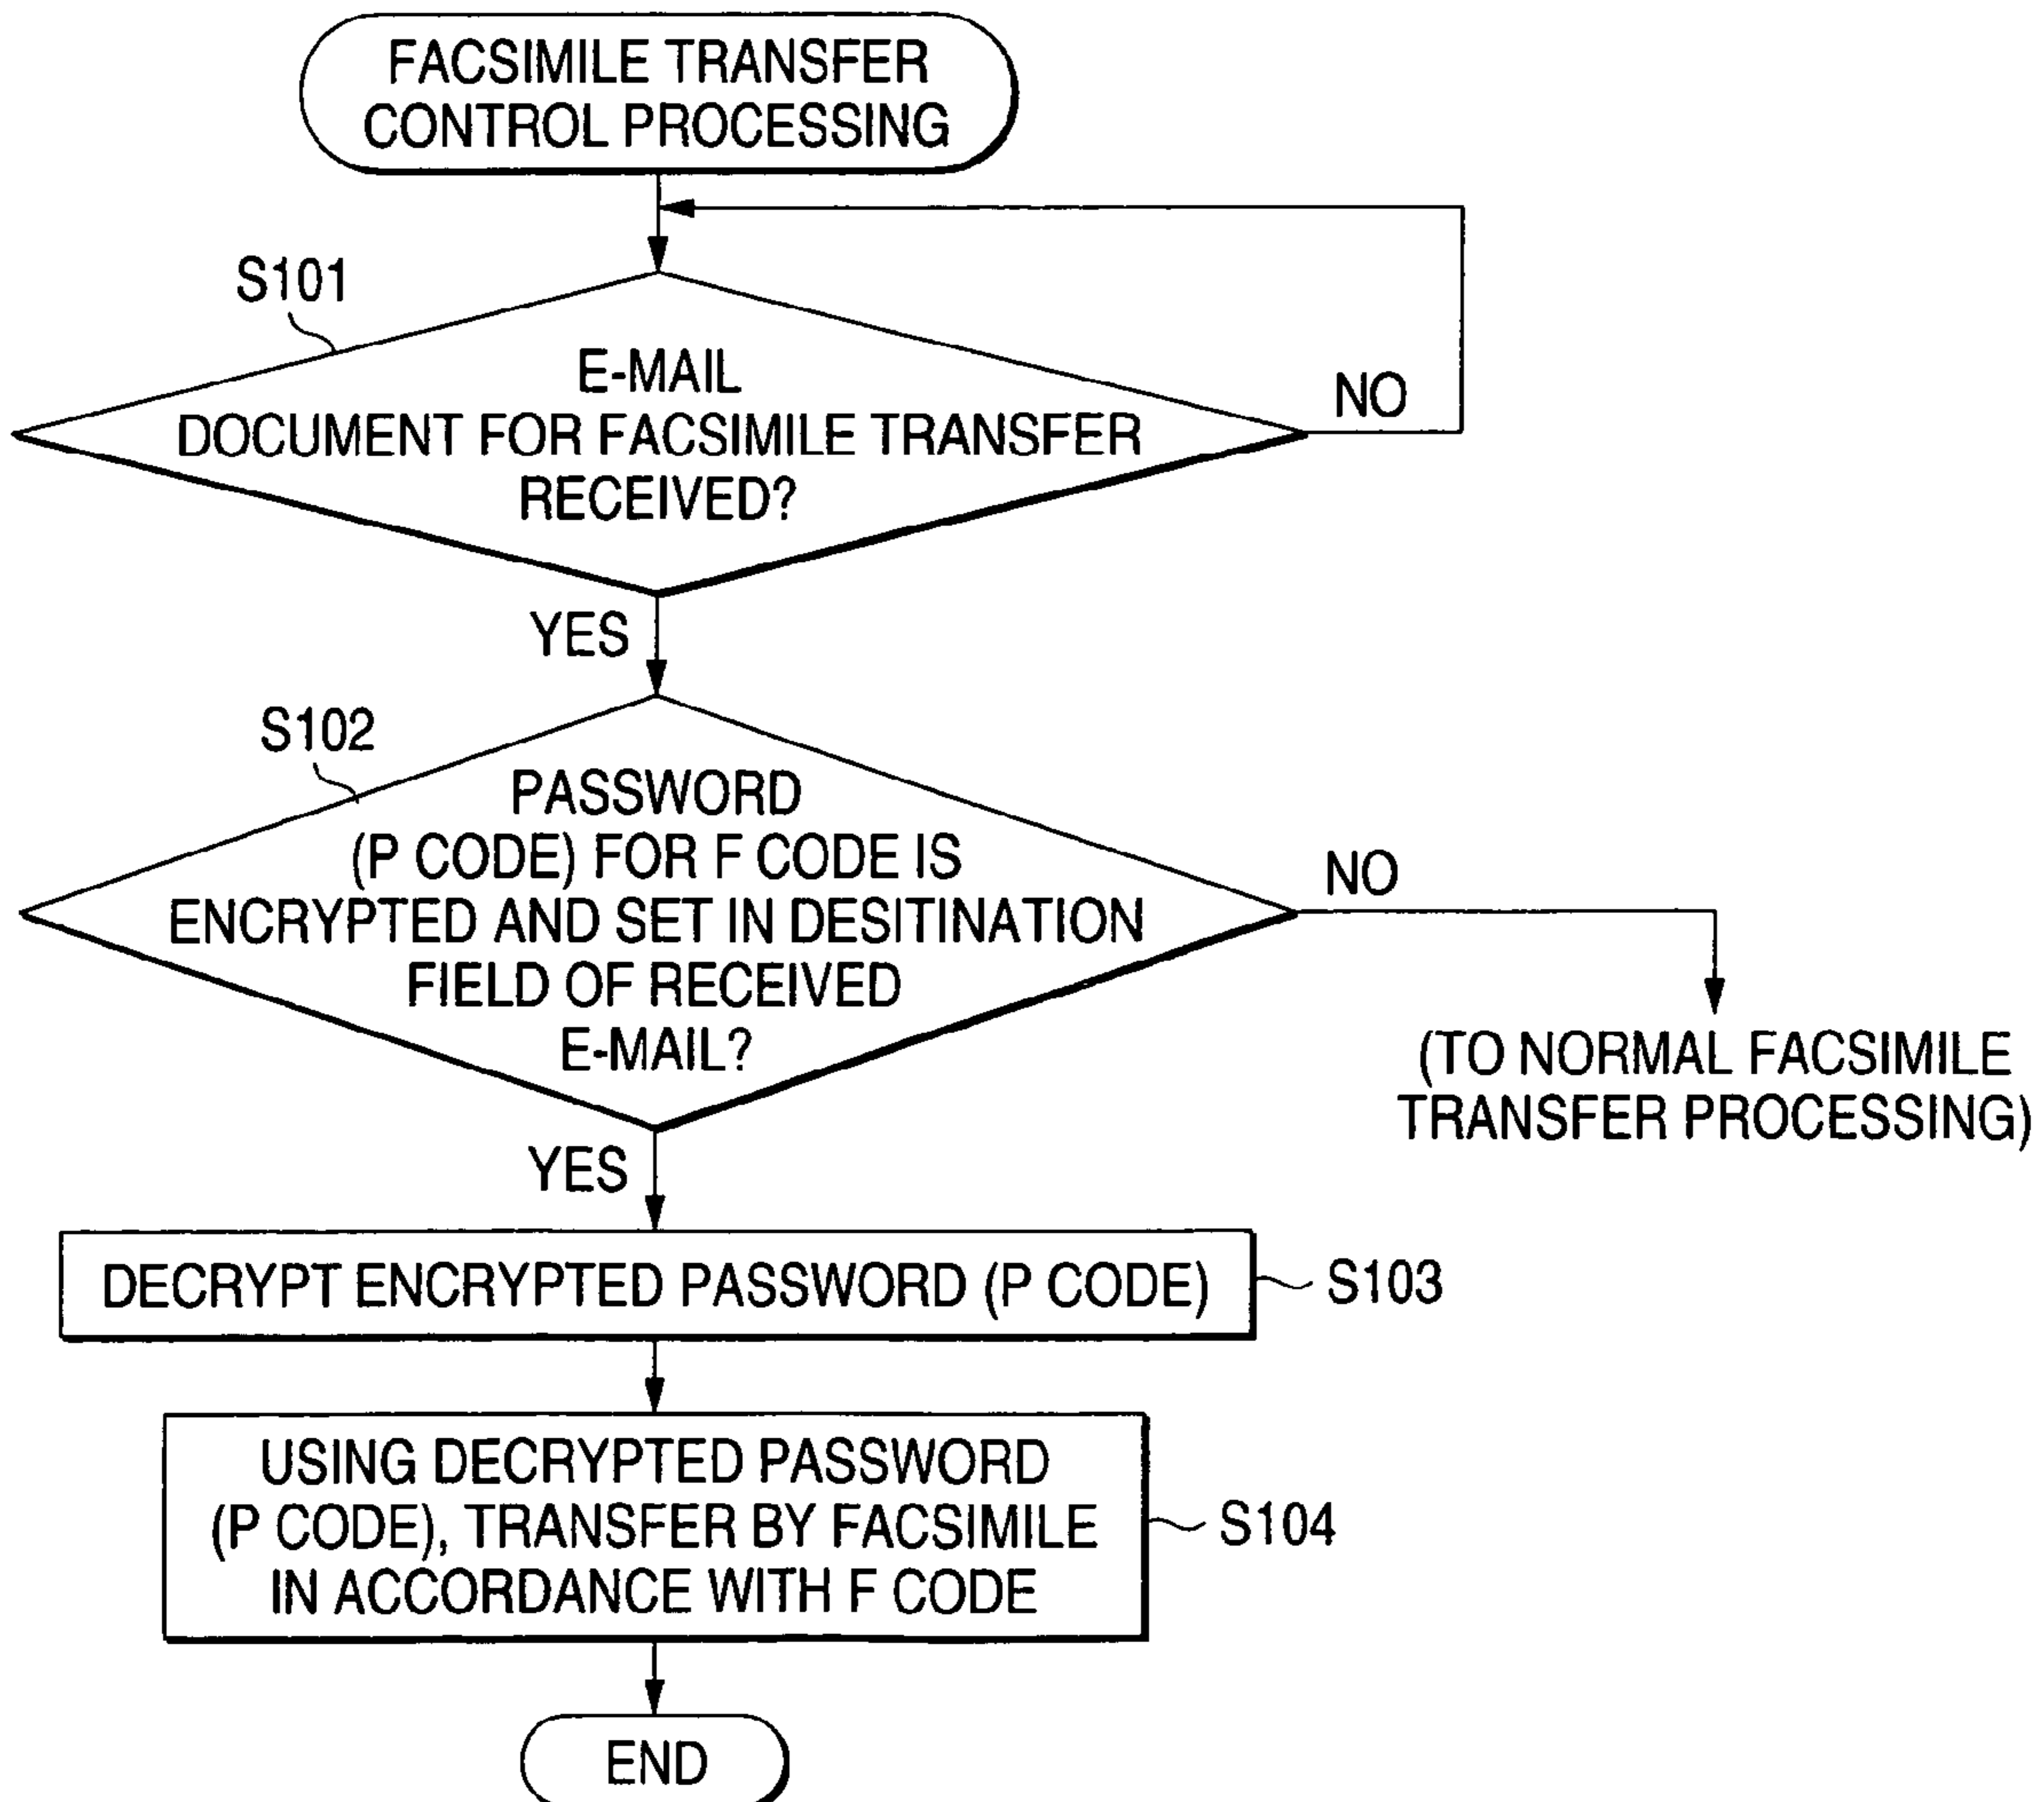 FACSIMILE TRANSFER
CONTROL PROCESSING
S101
E-MAIL
DOCUMENT FOR FACSIMILE TRANSFER
RECEIVED?
NO
YES
S102
PASSWORD
(P CODE) FOR F CODE IS
ENCRYPTED AND SET IN DESITINATION
FIELD OF RECEIVED
E-MAIL?
NO
(TO NORMAL FACSIMILE
TRANSFER PROCESSING)
YES
DECRYPT ENCRYPTED PASSWORD (P CODE)
S103
USING DECRYPTED PASSWORD
(P CODE), TRANSFER BY FACSIMILE
IN ACCORDANCE WITH F CODE
S104
END